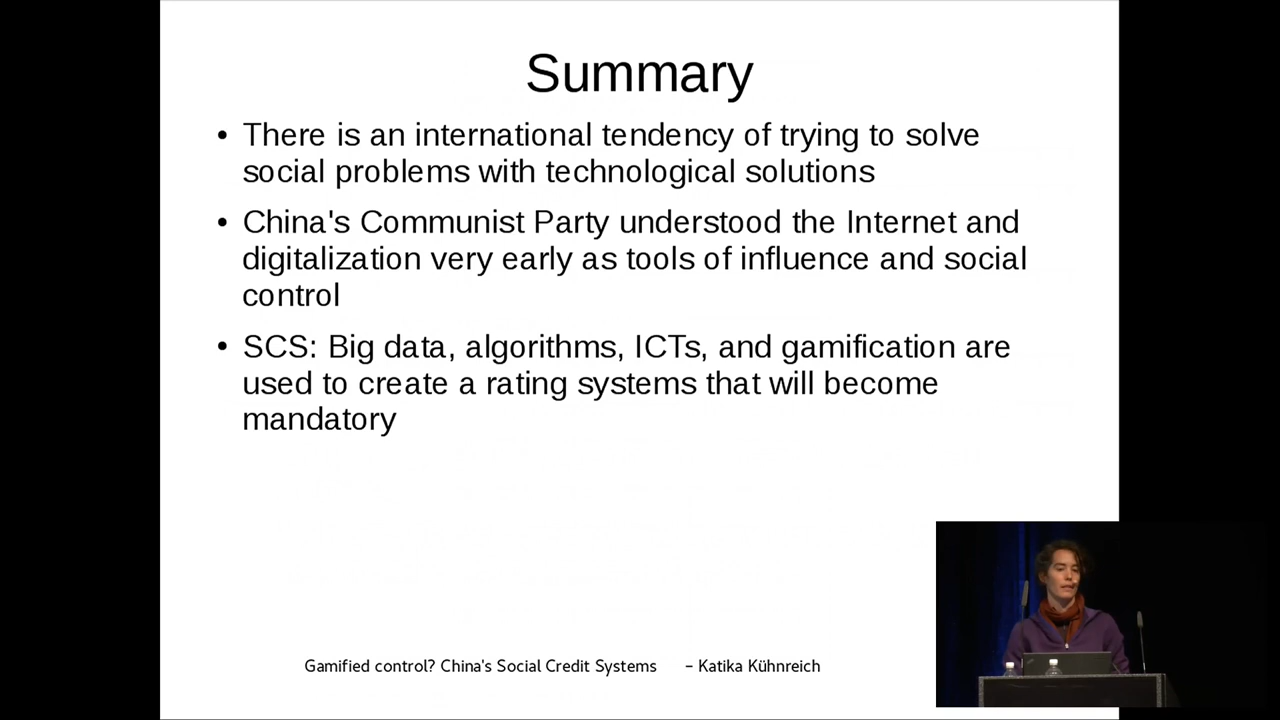 Summary
• There is an international tendency of trying to solve
social problems with technological solutions
• China's Communist Party understood the Internet and
digitalization very early as tools of influence and social
control
• SCS: Big data, algorithms, ICTs, and gamification are
used to create a rating systems that will become
mandatory
Gamified control? China's Social Credit Systems – Katika Kühnreich